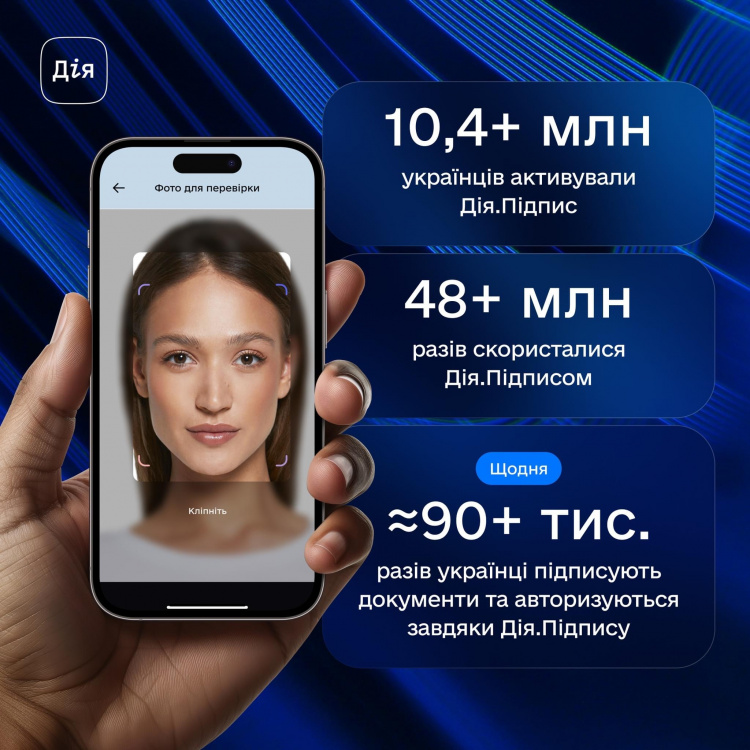 Дія
Фото для перевірки
Кліпніть
10,4+ млн
українців активували
Дія.Підпис
48+ млн
разів скористалися
Дія.Підписом
Щодня
≈90+ тис.
разів українці підписують
документи та авторизуються
завдяки Дія.Підпису